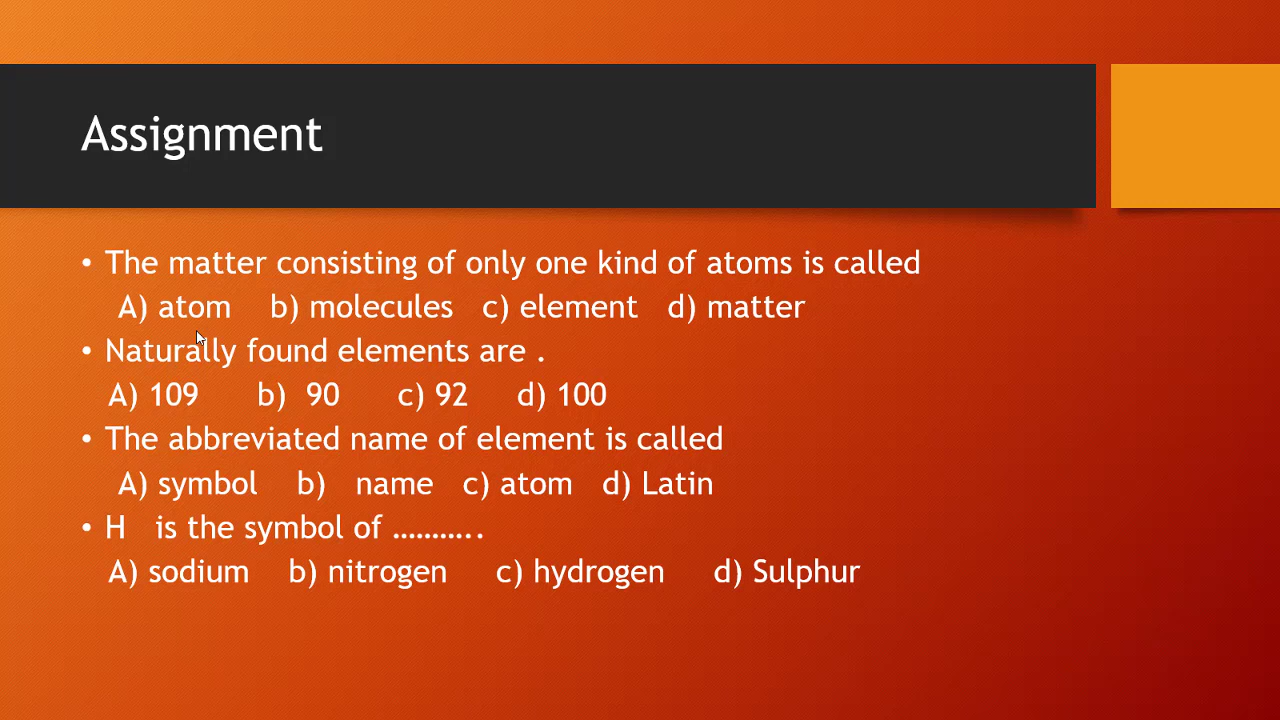 Assignment
• The matter consisting of only one kind of atoms is called
A) atom b) molecules c) element d) matter
• Naturally found elements are .
A) 109 b) 90 c) 92 d) 100
• The abbreviated name of element is called
A) symbol b) name c) atom d) Latin
• H is the symbol of ………..
A) sodium b) nitrogen c) hydrogen d) Sulphur